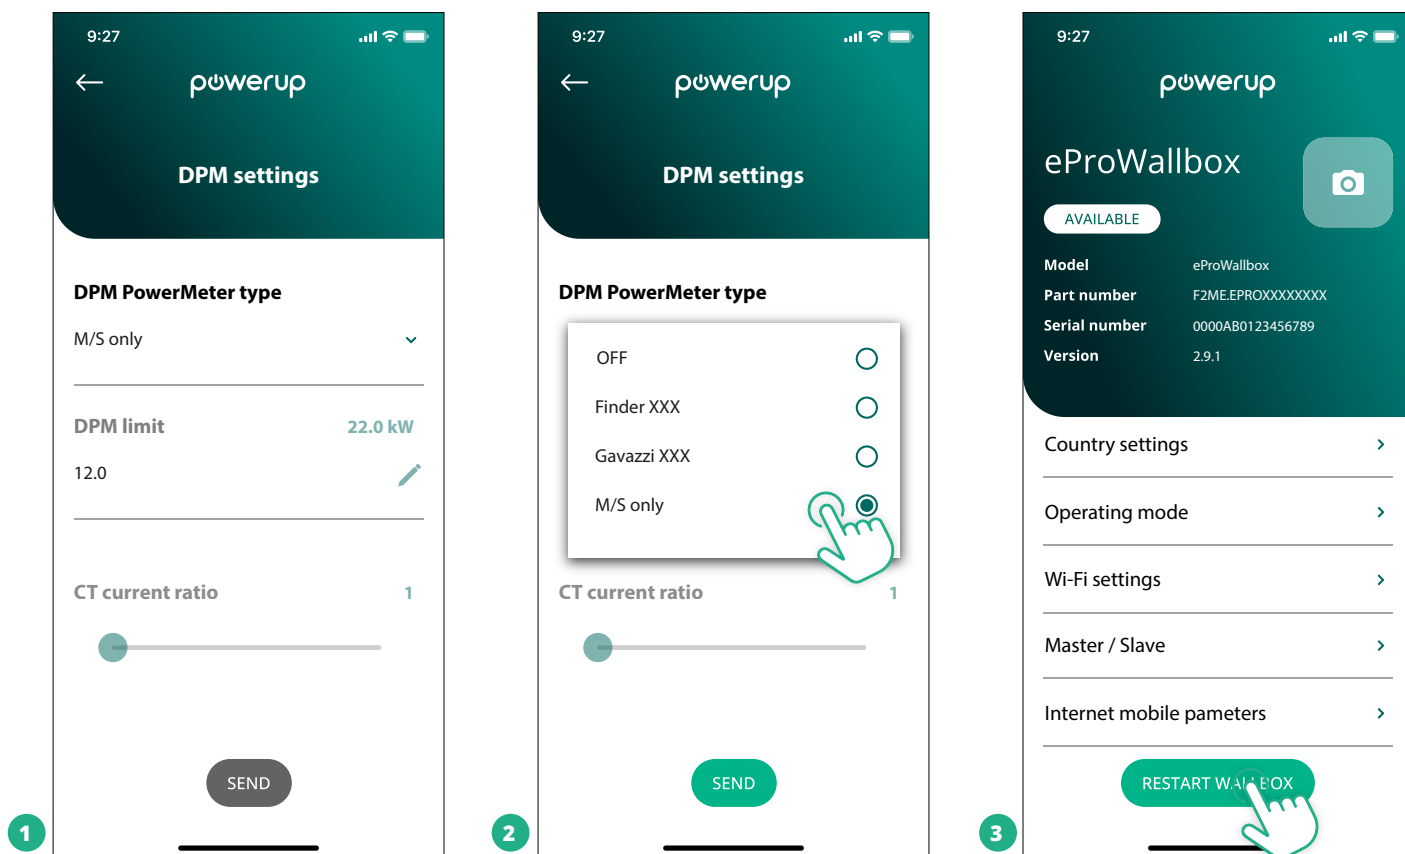 9:27
powerup
DPM settings
DPM PowerMeter type
M/S only
DPM limit 22.0 kW
12.0
CT current ratio 1
SEND
1
9:27
powerup
DPM settings
DPM PowerMeter type
OFF
Finder XXX
Gavazzi XXX
M/S only
CT current ratio 1
SEND
2
9:27
powerup
eProWallbox
AVAILABLE
Model eProWallbox
Part number F2ME.EPROXXXXXXXX
Serial number 0000AB0123456789
Version 2.9.1
Country settings
Operating mode
Wi-Fi settings
Master / Slave
Internet mobile pameters
RESTART WALLBOX
3